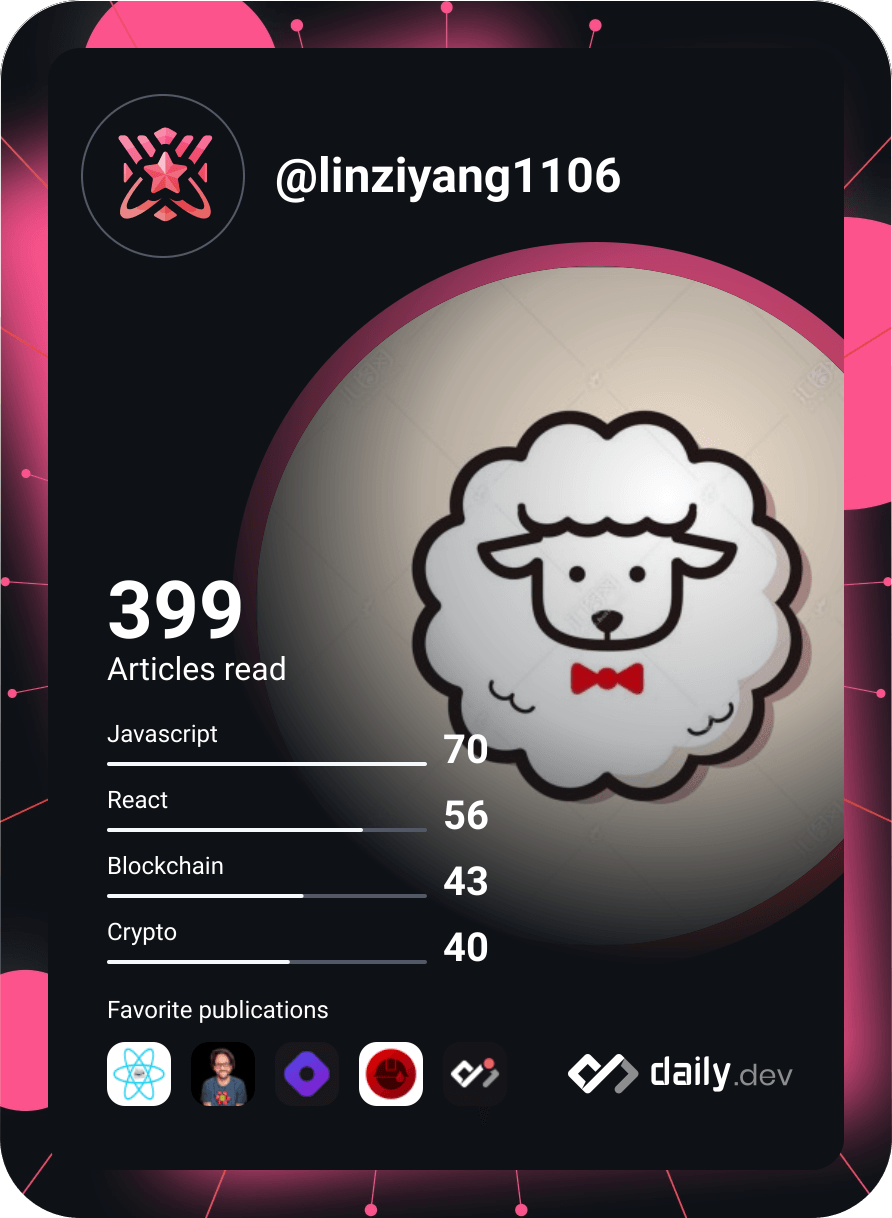 @linziyang1106
399
Articles read
Javascript
70
React
56
Blockchain
43
Crypto
40
Favorite publications
daily.dev